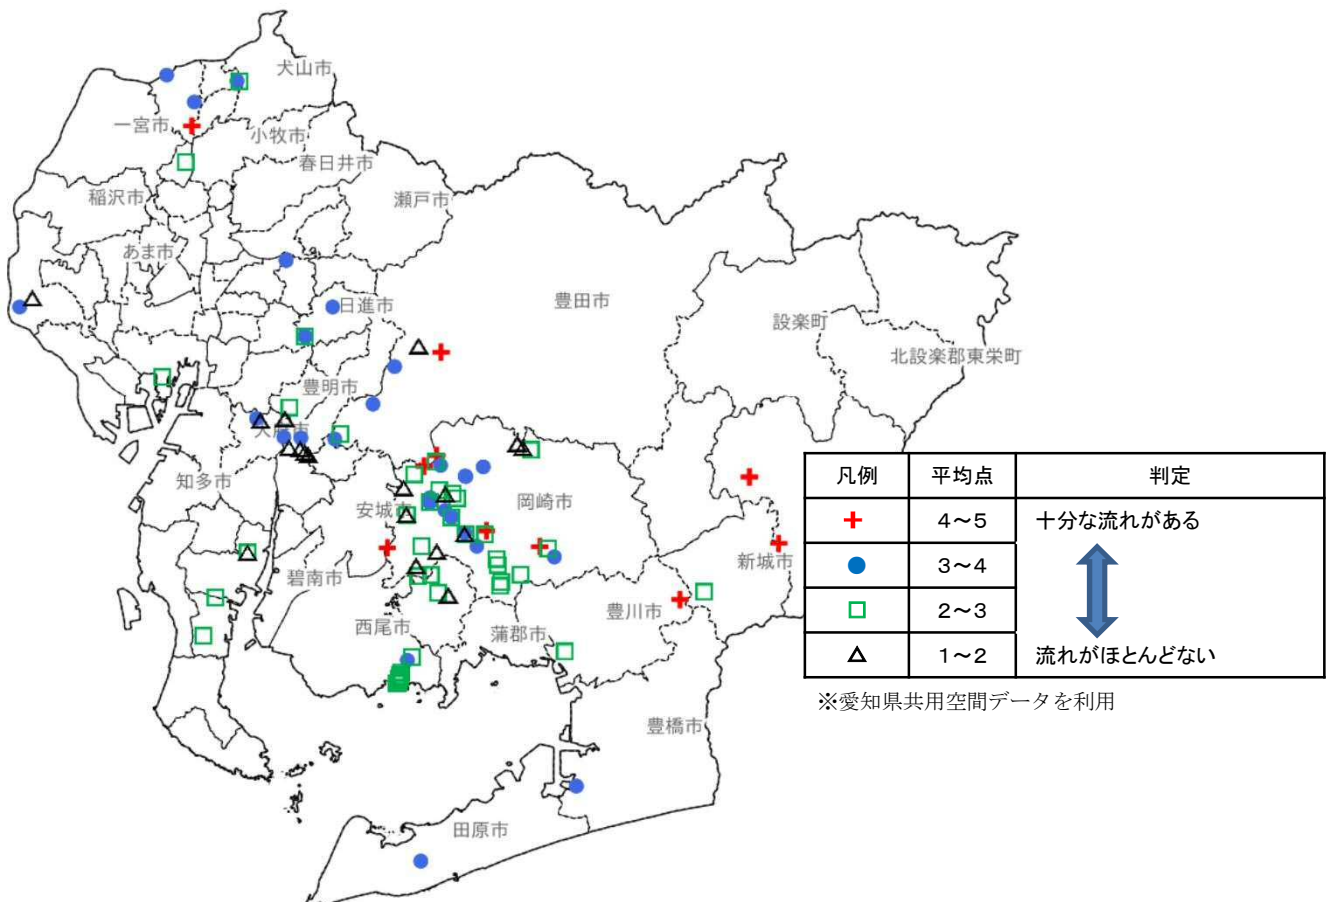 犬山市
一宮市
小牧市
春日井市
稲沢市
瀬戸市
あま市
日進市
豊田市
設楽町
北設楽郡東栄町
豊明市
大府市
知多市
安城市
岡崎市
新城市
碧南市
豊川市
西尾市
蒲郡市
豊橋市
田原市
凡例 平均点 判定
4～5 十分な流れがある
3～4
2～3
1～2 流れがほとんどない
※愛知県共用空間データを利用